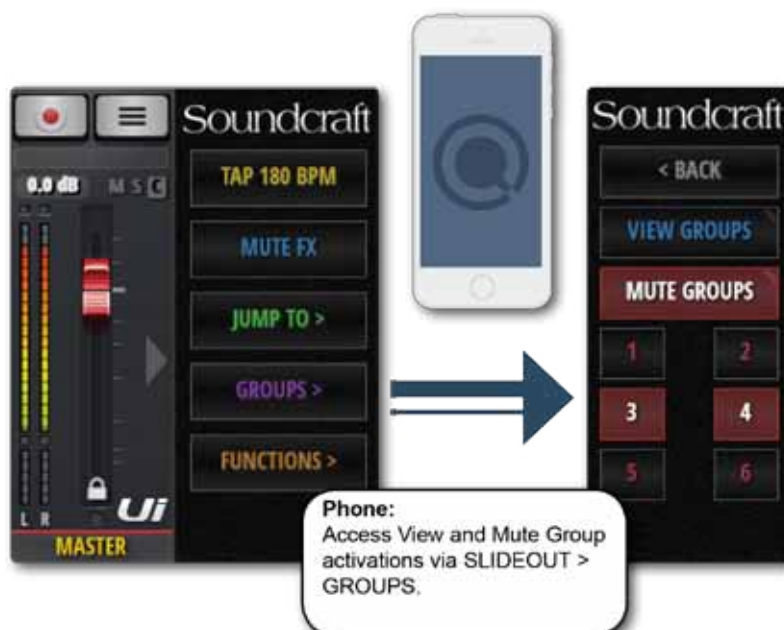 Soundcraft
0.0 dB M S C
TAP 180 BPM
MUTE FX
JUMP TO >
GROUPS >
FUNCTIONS >
L R
Ui
MASTER
Soundcraft
< BACK
VIEW GROUPS
MUTE GROUPS
1 2
3 4
5 6
Phone:
Access View and Mute Group
activations via SLIDEOUT >
GROUPS.